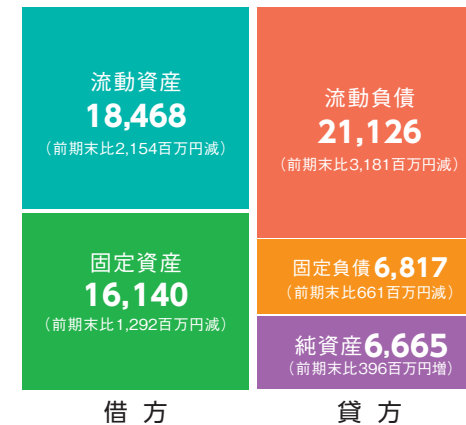 流動資産
18,468
（前期末比2,154百万円減）
固定資産
16,140
（前期末比1,292百万円減）
借方
流動負債
21,126
（前期末比3,181百万円減）
固定負債6,817
（前期末比661百万円減）
純資産6,665
（前期末比396百万円増）
貸方